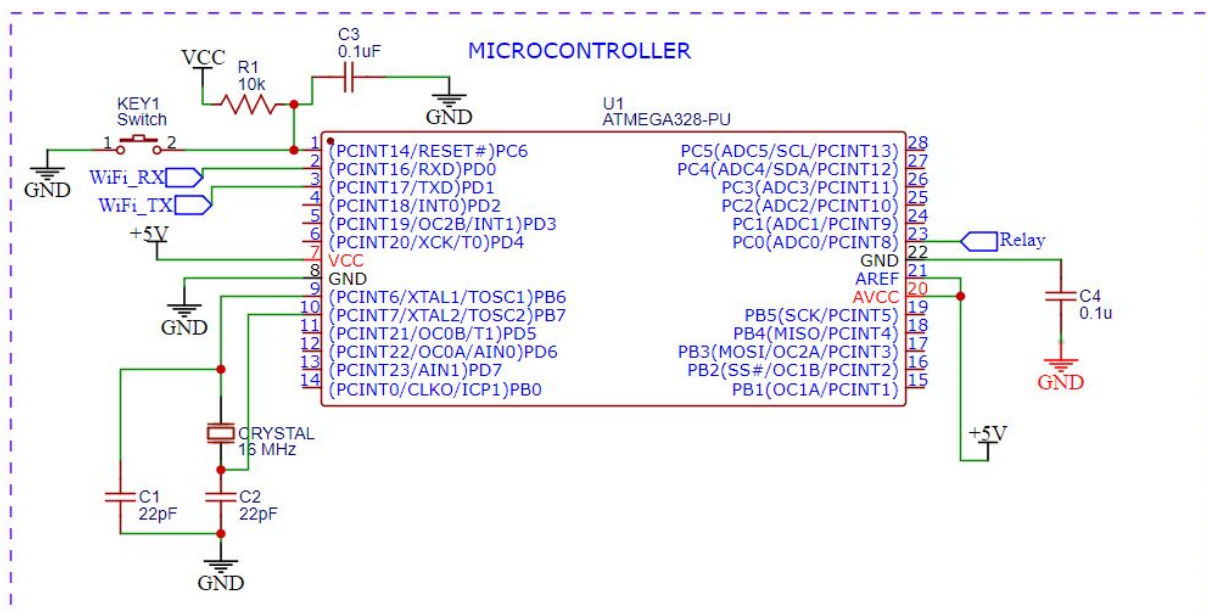 MICROCONTROLLER
C3
0.1uF
VCC
R1
10k
GND
KEY1
Switch
1
2
GND
U1
ATMEGA328-PU
WiFi_RX
WiFi_TX
+5V
GND
1 (PCINT14/RESET#)PC6
2 (PCINT16/RXD)PD0
3 (PCINT17/TXD)PD1
4 (PCINT18/INT0)PD2
5 (PCINT19/OC2B/INT1)PD3
6 (PCINT20/XCK/T0)PD4
7 VCC
8 GND
9 (PCINT6/XTAL1/TOSC1)PB6
10 (PCINT7/XTAL2/TOSC2)PB7
11 (PCINT21/OC0B/T1)PD5
12 (PCINT22/OC0A/AIN0)PD6
13 (PCINT23/AIN1)PD7
14 (PCINT0/CLKO/ICP1)PB0
PC5(ADC5/SCL/PCINT13) 28
PC4(ADC4/SDA/PCINT12) 27
PC3(ADC3/PCINT11) 26
PC2(ADC2/PCINT10) 25
PC1(ADC1/PCINT9) 24
PC0(ADC0/PCINT8) 23
GND 22
AREF 21
AVCC 20
PB5(SCK/PCINT5) 19
PB4(MISO/PCINT4) 18
PB3(MOSI/OC2A/PCINT3) 17
PB2(SS#/OC1B/PCINT2) 16
PB1(OC1A/PCINT1) 15
Relay
C4
0.1u
GND
+5V
CRYSTAL
16 MHz
C1
22pF
C2
22pF
GND